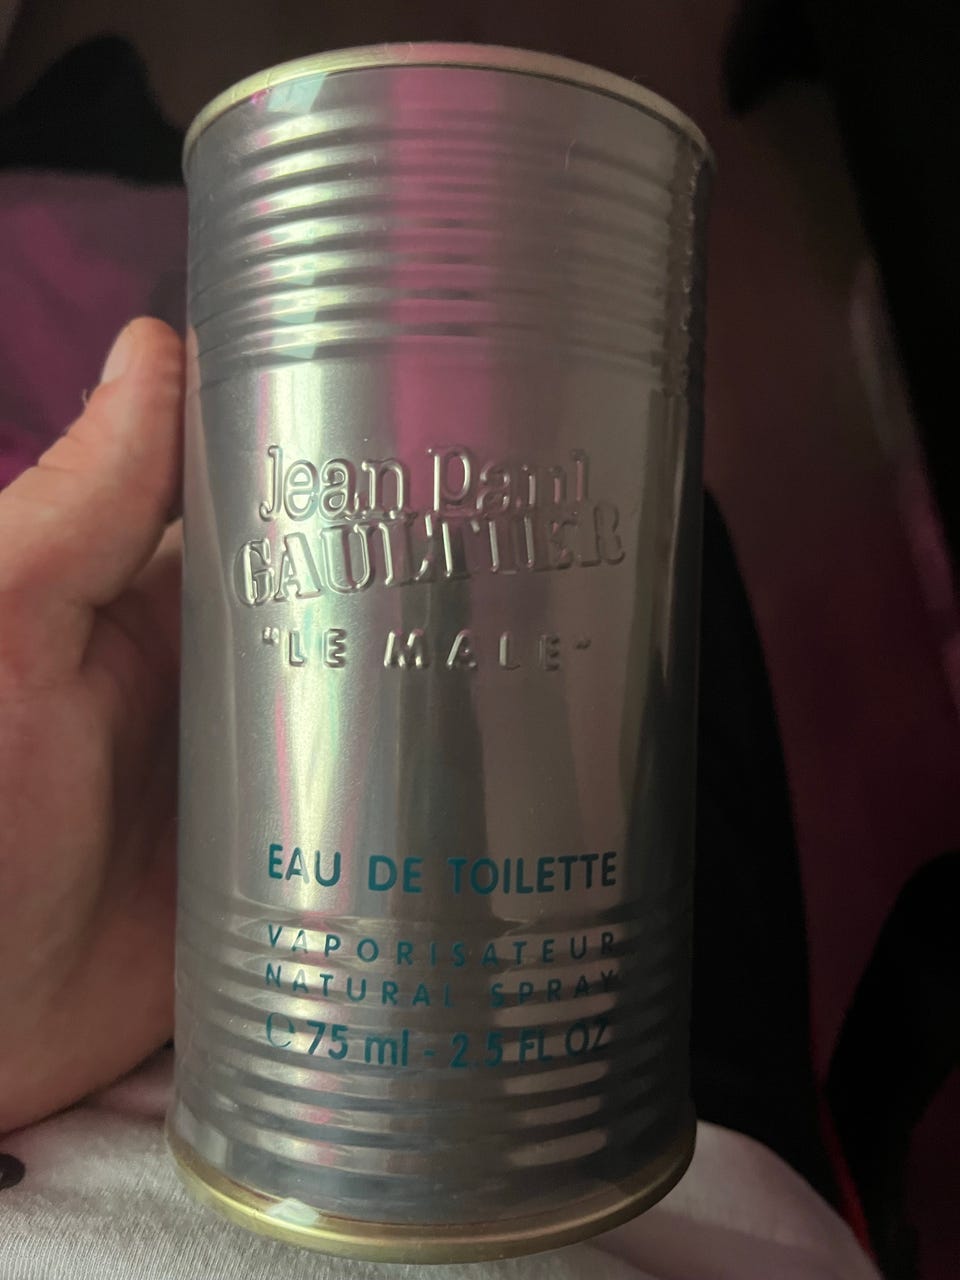 Jean Paul
GAULTIER
"LE MALE"
EAU DE TOILETTE
VAPORISATEUR
NATURAL SPRAY
℮ 75 ml - 2.5 FL OZ